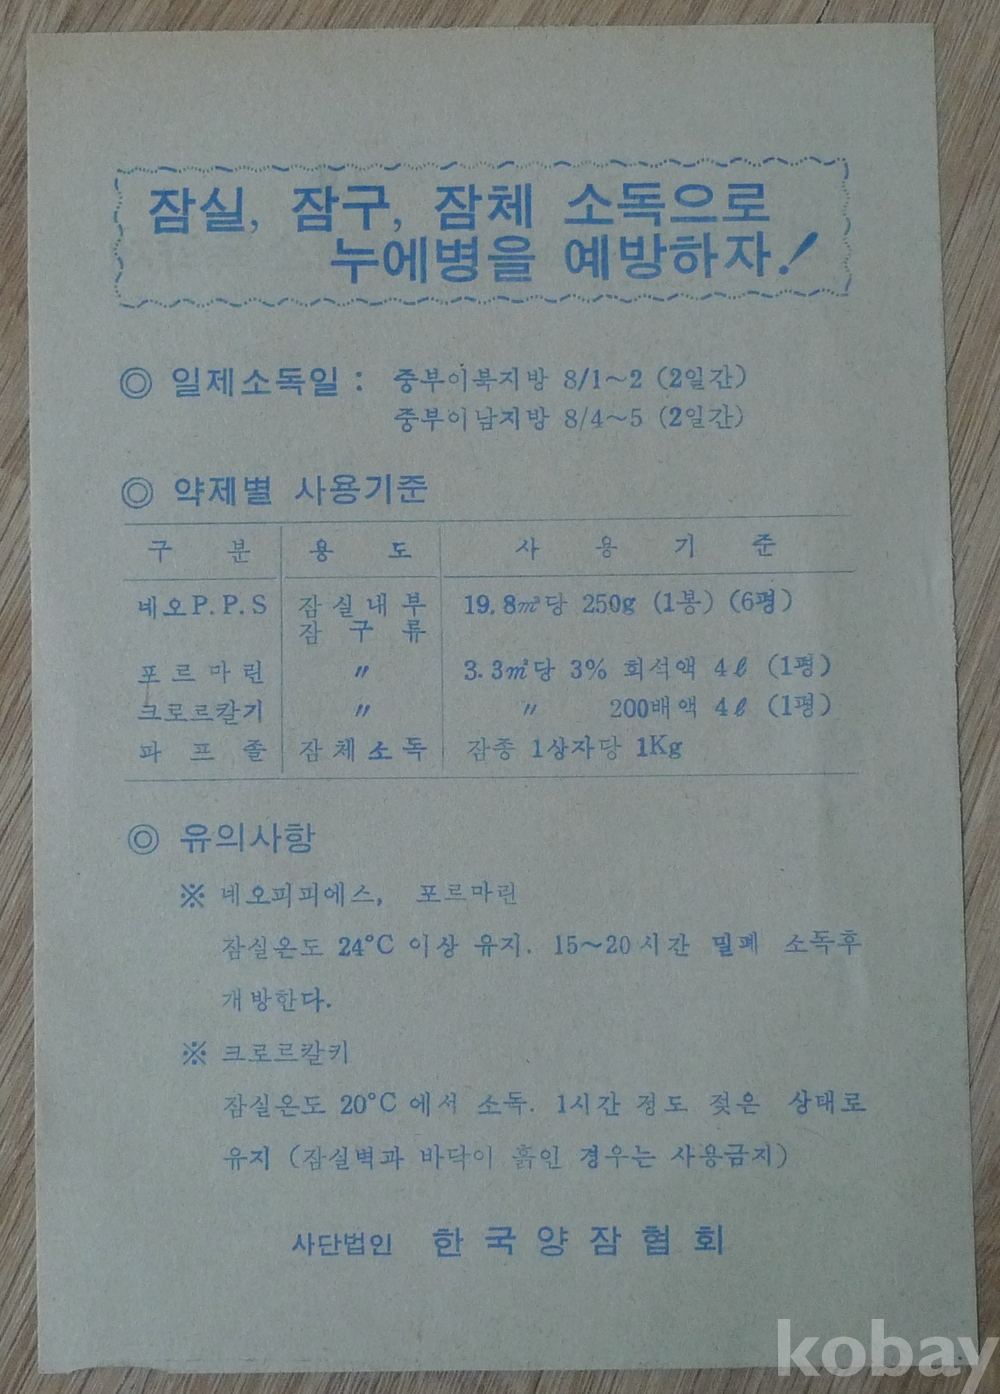 잠실, 잠구, 잠체 소독으로
누에병을 예방하자!
◎ 일제소독일 : 중부이북지방 8/1~2 (2일간)
중부이남지방 8/4~5 (2일간)
◎ 약제별 사용기준
구 분 용 도 사 용 기 준
네오P.P.S 잠실내부 19.8㎡당 250g (1봉) (6평)
잠 구 류
포르마린 〃 3.3㎡당 3% 희석액 4ℓ (1평)
크로르칼기 〃 〃 200배액 4ℓ (1평)
파프졸 잠체소독 잠종 1상자당 1Kg
◎ 유의사항
※ 네오피피에스, 포르마린
잠실온도 24°C 이상 유지. 15~20시간 밀폐 소독후
개방한다.
※ 크로르칼키
잠실온도 20°C에서 소독. 1시간 정도 젖은 상태로
유지 (잠실벽과 바닥이 흙인 경우는 사용금지)
사단법인 한국양잠협회
kobay